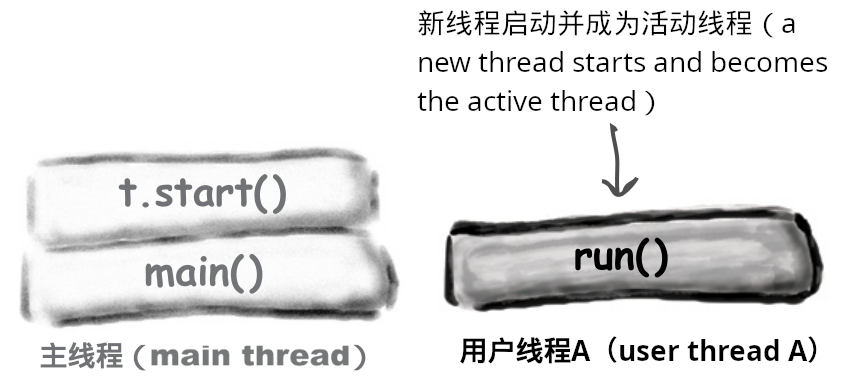 新线程启动并成为活动线程（a
new thread starts and becomes
the active thread）
t.start()
main()
run()
主线程（main thread）
用户线程A（user thread A）